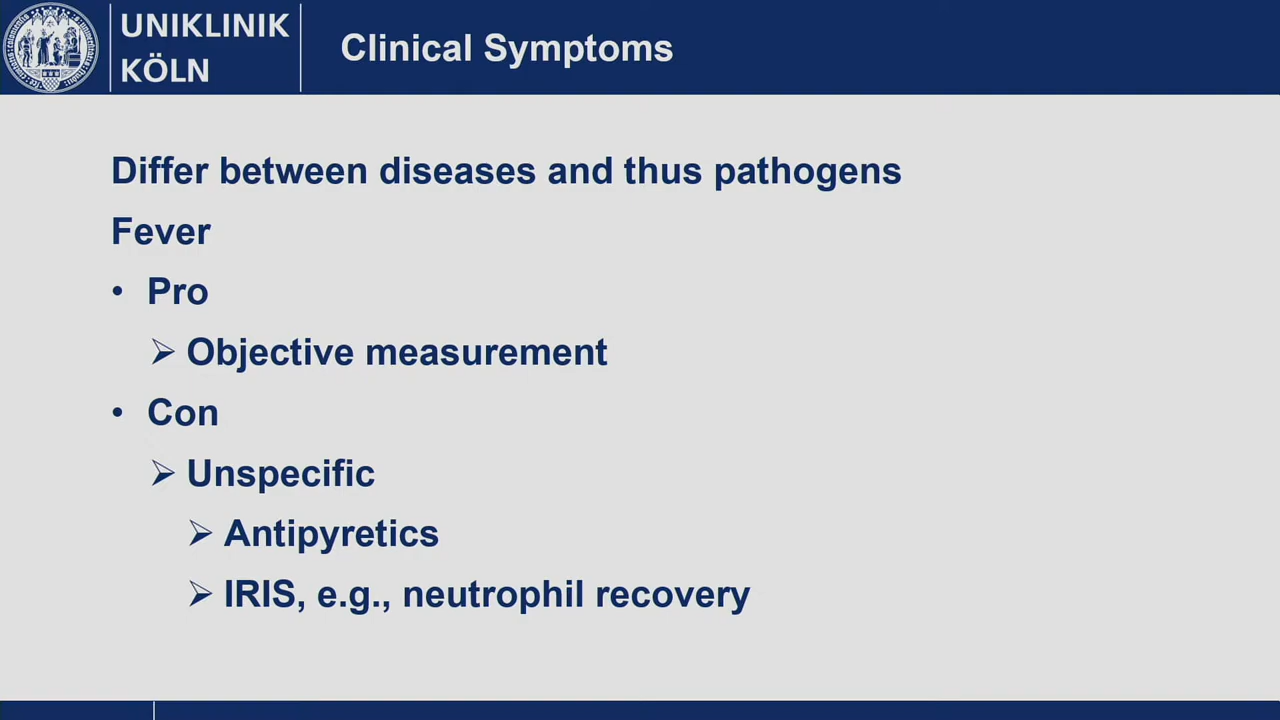 UNIKLINIK
KÖLN
Clinical Symptoms
Differ between diseases and thus pathogens
Fever
• Pro
➢ Objective measurement
• Con
➢ Unspecific
➢ Antipyretics
➢ IRIS, e.g., neutrophil recovery